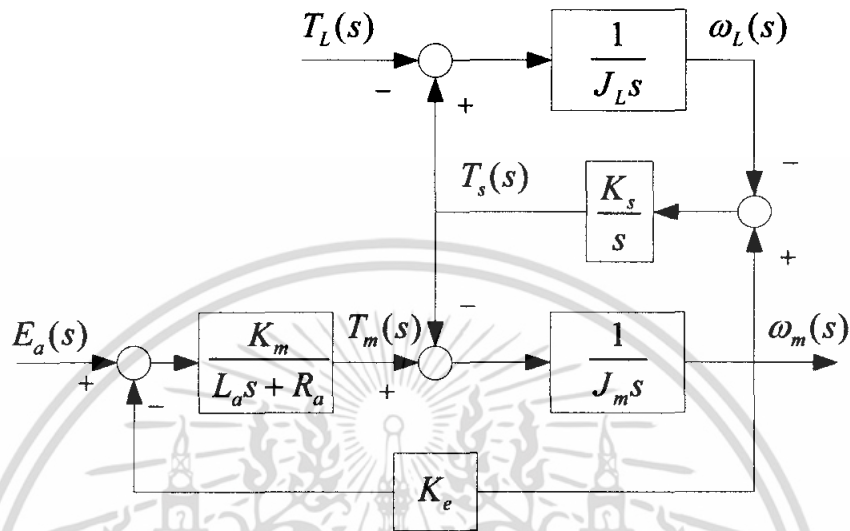 T_L(s)
1
J_L s
ω_L(s)
−
+
−
T_s(s)
K_s
s
+
−
E_a(s)
K_m
L_a s + R_a
T_m(s)
1
J_m s
ω_m(s)
+
−
+
K_e